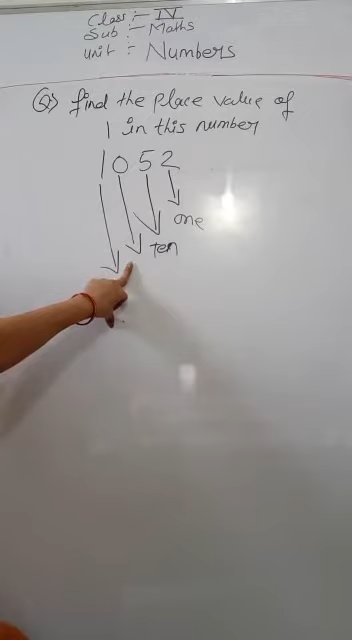 Class :- IV
Sub :- Maths
Unit :- Numbers
Q) find the place value of
1 in this number
1052
one
Ten